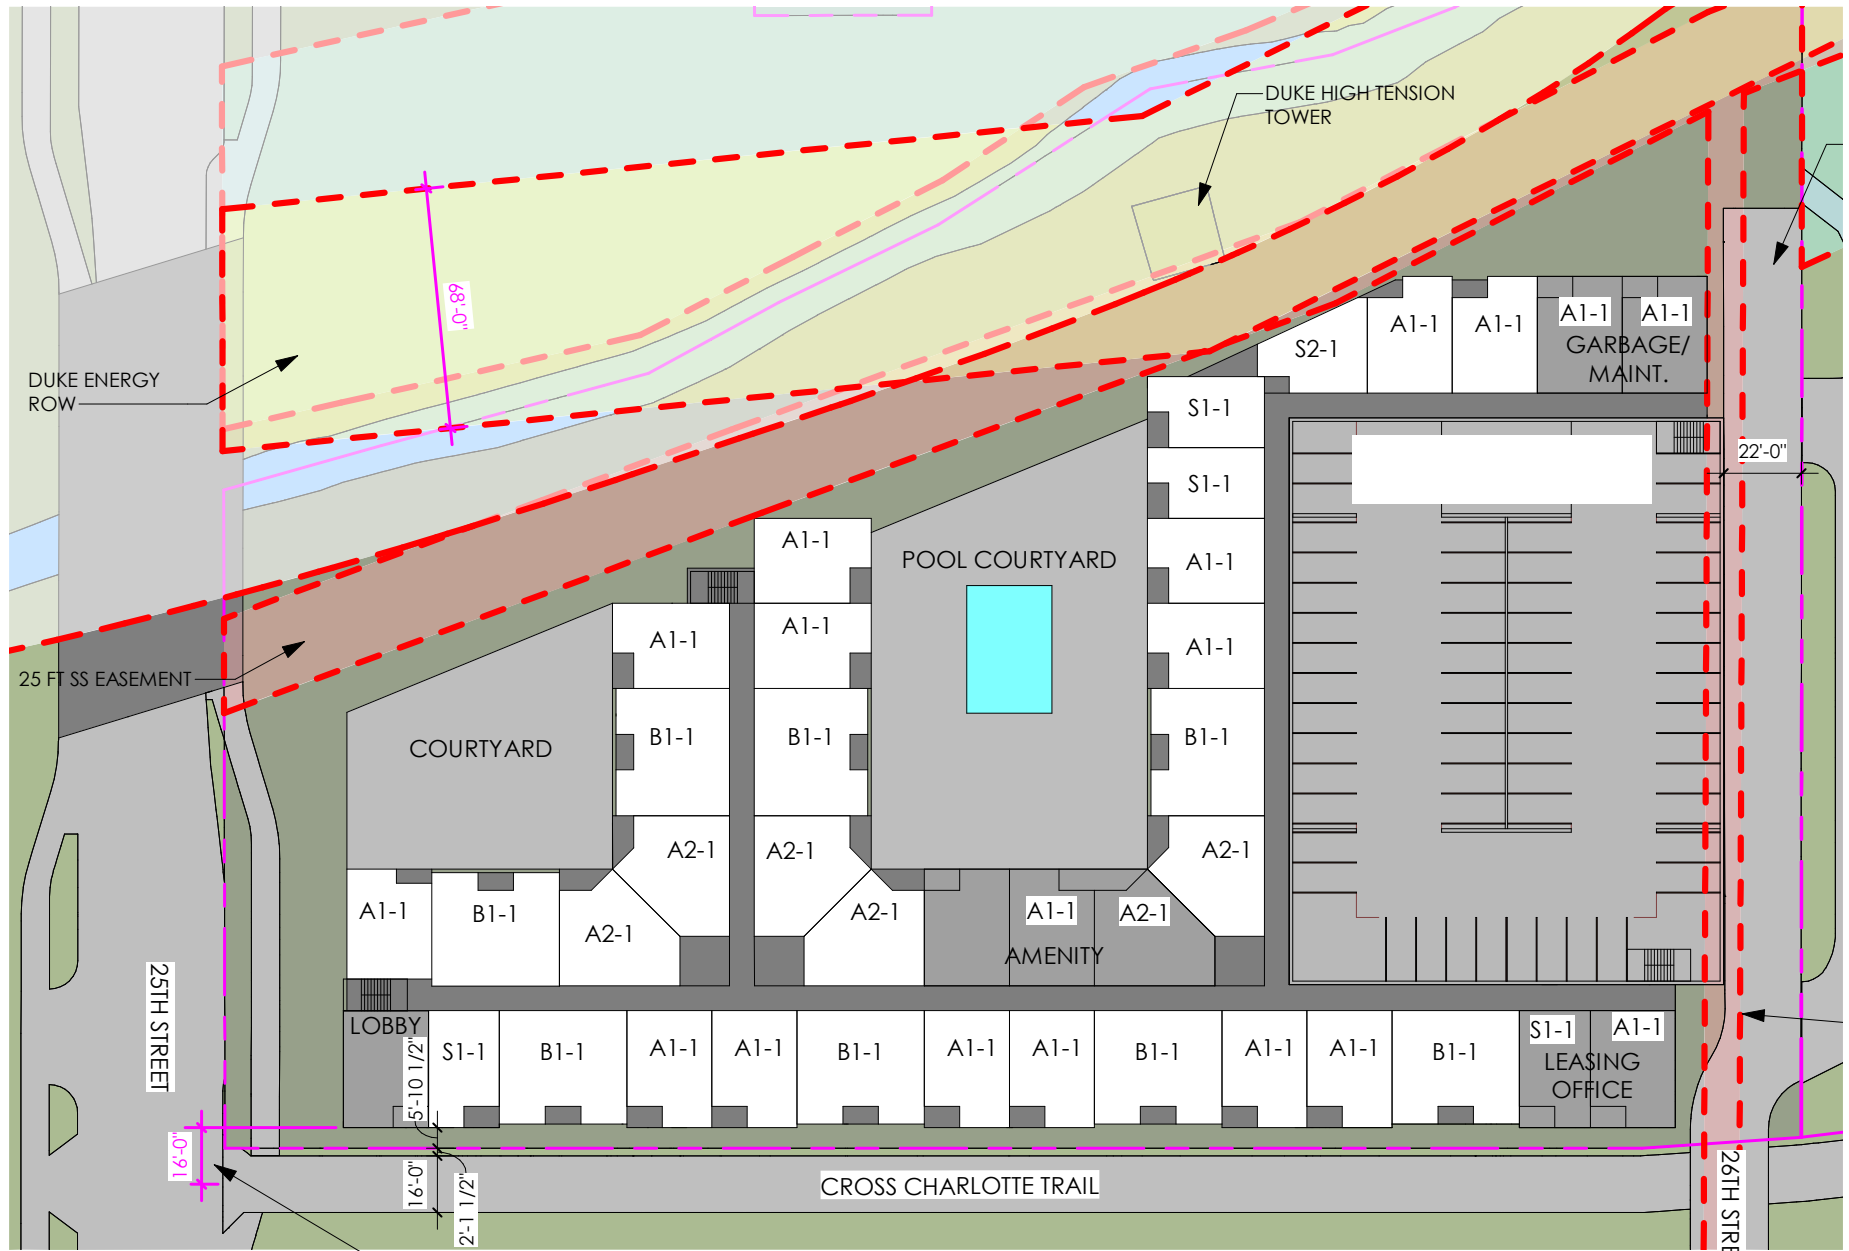 DUKE HIGH TENSION
TOWER
68'-0"
DUKE ENERGY
ROW
A1-1
A1-1
A1-1
A1-1
S2-1
GARBAGE/
MAINT.
S1-1
22'-0"
S1-1
A1-1
POOL COURTYARD
A1-1
A1-1
A1-1
A1-1
25 FT SS EASEMENT
COURTYARD
B1-1
B1-1
B1-1
A2-1
A2-1
A2-1
A1-1
B1-1
A2-1
A2-1
A1-1
A2-1
AMENITY
25TH STREET
LOBBY
S1-1
B1-1
A1-1
A1-1
B1-1
A1-1
A1-1
B1-1
A1-1
A1-1
B1-1
S1-1
A1-1
LEASING
OFFICE
5'-10 1/2"
16'-0"
16'-0"
2'-1 1/2"
CROSS CHARLOTTE TRAIL
26TH STRE